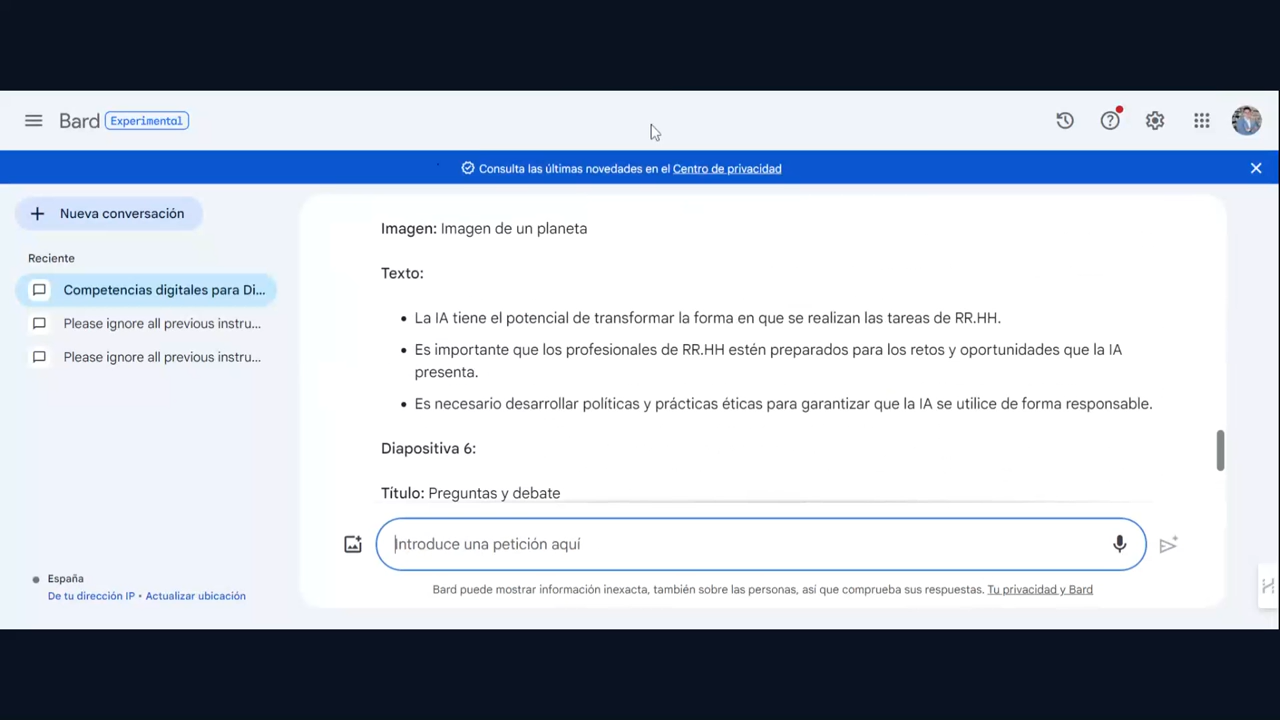 Bard Experimental
Consulta las últimas novedades en el Centro de privacidad
Nueva conversación
Reciente
Competencias digitales para Di...
Please ignore all previous instru...
Please ignore all previous instru...
España
De tu dirección IP • Actualizar ubicación
Imagen: Imagen de un planeta
Texto:
• La IA tiene el potencial de transformar la forma en que se realizan las tareas de RR.HH.
• Es importante que los profesionales de RR.HH estén preparados para los retos y oportunidades que la IA
presenta.
• Es necesario desarrollar políticas y prácticas éticas para garantizar que la IA se utilice de forma responsable.
Diapositiva 6:
Título: Preguntas y debate
Introduce una petición aquí
Bard puede mostrar información inexacta, también sobre las personas, así que comprueba sus respuestas. Tu privacidad y Bard